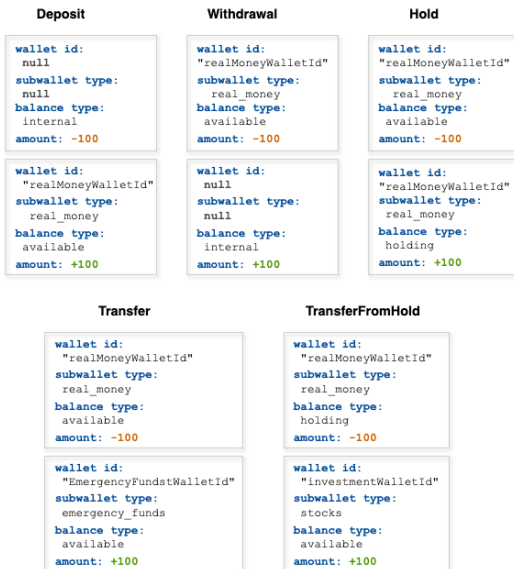 Deposit
wallet id:
null
subwallet type:
null
balance type:
internal
amount: -100
wallet id:
"realMoneyWalletId"
subwallet type:
real_money
balance type:
available
amount: +100
Withdrawal
wallet id:
"realMoneyWalletId"
subwallet type:
real_money
balance type:
available
amount: -100
wallet id:
null
subwallet type:
null
balance type:
internal
amount: +100
Hold
wallet id:
"realMoneyWalletId"
subwallet type:
real_money
balance type:
available
amount: -100
wallet id:
"realMoneyWalletId"
subwallet type:
real_money
balance type:
holding
amount: +100
Transfer
wallet id:
"realMoneyWalletId"
subwallet type:
real_money
balance type:
available
amount: -100
wallet id:
"EmergencyFundstWalletId"
subwallet type:
emergency_funds
balance type:
available
amount: +100
TransferFromHold
wallet id:
"realMoneyWalletId"
subwallet type:
real_money
balance type:
holding
amount: -100
wallet id:
"investmentWalletId"
subwallet type:
stocks
balance type:
available
amount: +100